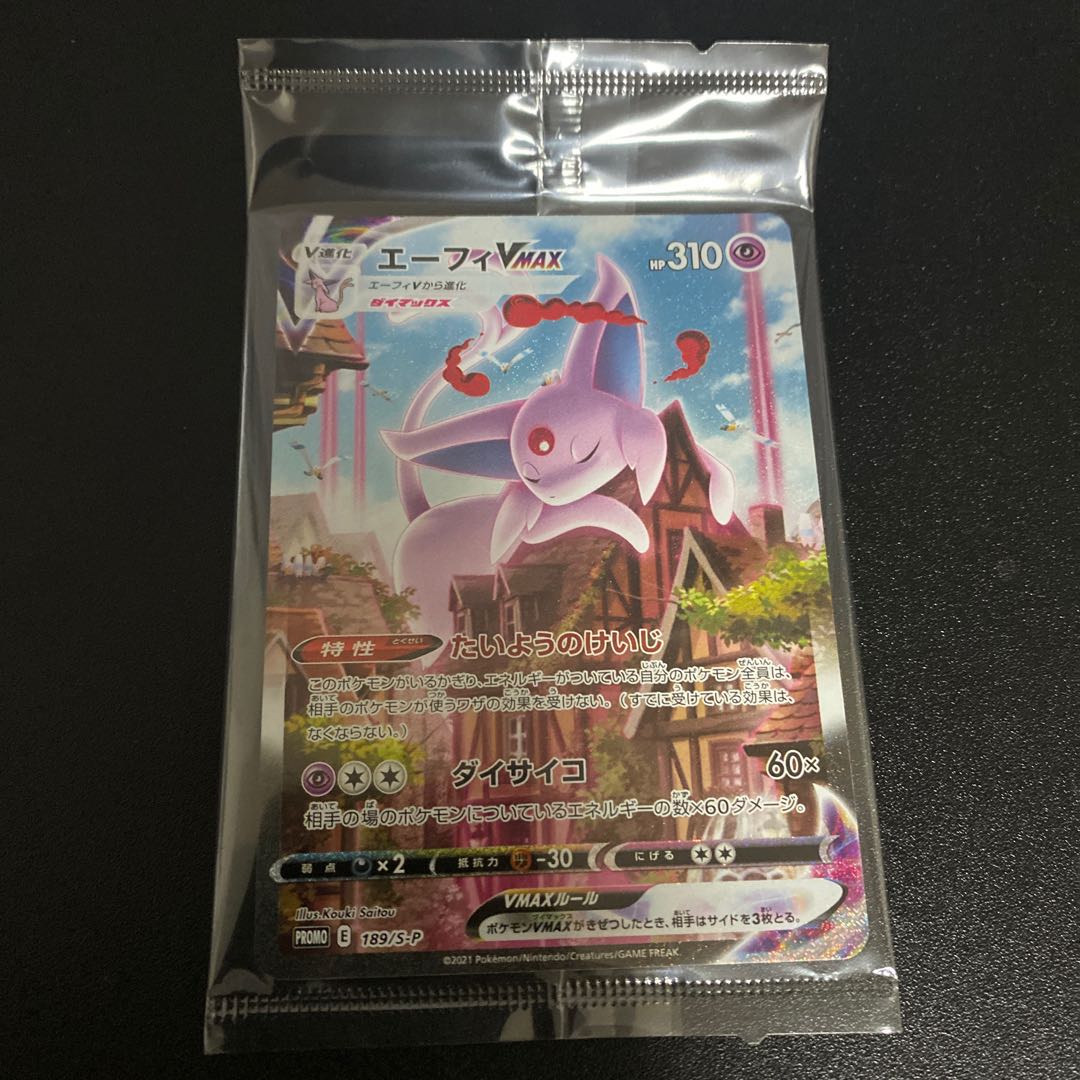 V進化
エーフィVMAX
HP310
エーフィVから進化
ダイマックス
特性 とくせい
たいようのけいじ
このポケモンがいるかぎり、エネルギーがついている自分のポケモン全員は、
相手のポケモンが使うワザの効果を受けない。(すでに受けている効果は、
なくならない。)
ダイサイコ 60×
相手の場のポケモンについているエネルギーの数×60ダメージ。
弱点 ×2 抵抗力 -30 にげる
VMAXルール
ポケモンVMAXがきぜつしたとき、相手はサイドを3枚とる。
Illus.Kouki Saitou
PROMO E 189/S-P
©2021 Pokémon/Nintendo/Creatures/GAME FREAK.